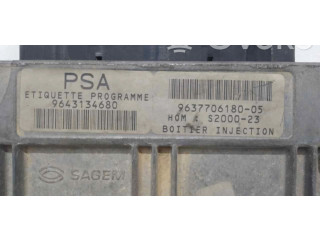 PSA
ETIQUETTE PROGRAMME
9643134680
9637706180-05
HOM & S2000-23
BOITIER INJECTION
SAGEM